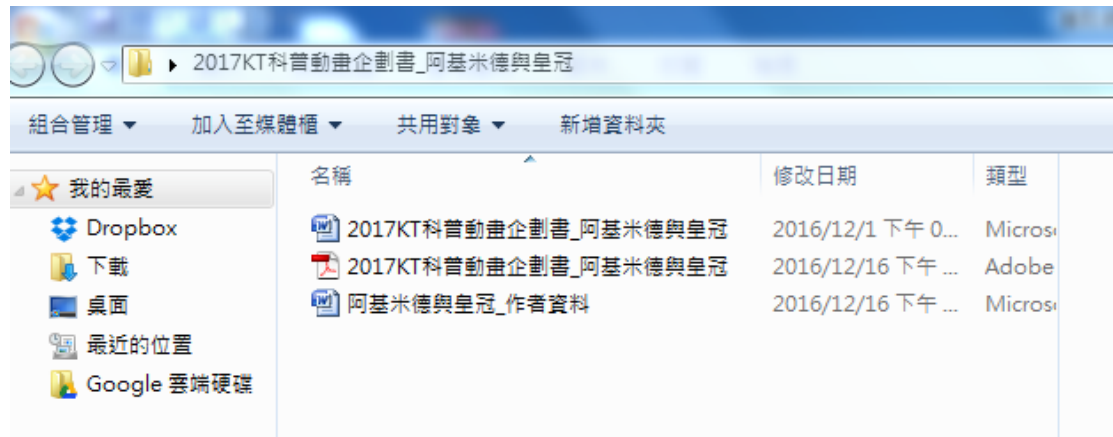 2017KT科普動畫企劃書_阿基米德與皇冠
組合管理 加入至媒體櫃 共用對象 新增資料夾
名稱 修改日期 類型
我的最愛
Dropbox
下載
桌面
最近的位置
Google 雲端硬碟
2017KT科普動畫企劃書_阿基米德與皇冠 2016/12/1 下午 0... Micros
2017KT科普動畫企劃書_阿基米德與皇冠 2016/12/16 下午 ... Adobe
阿基米德與皇冠_作者資料 2016/12/16 下午 ... Micros